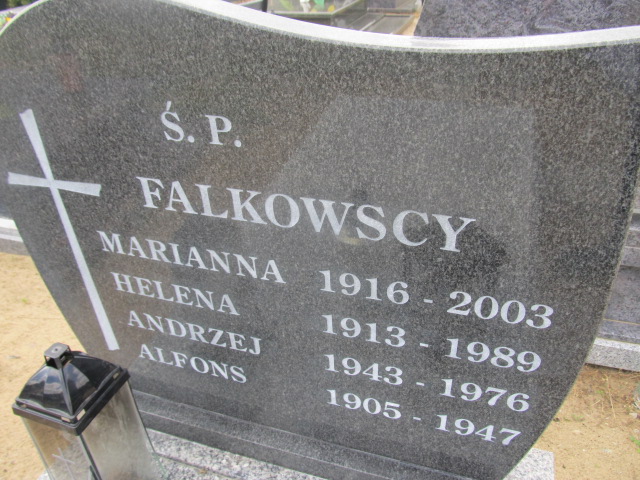 Ś. P.
FALKOWSCY
MARIANNA 1916 - 2003
HELENA 1913 - 1989
ANDRZEJ 1943 - 1976
ALFONS 1905 - 1947